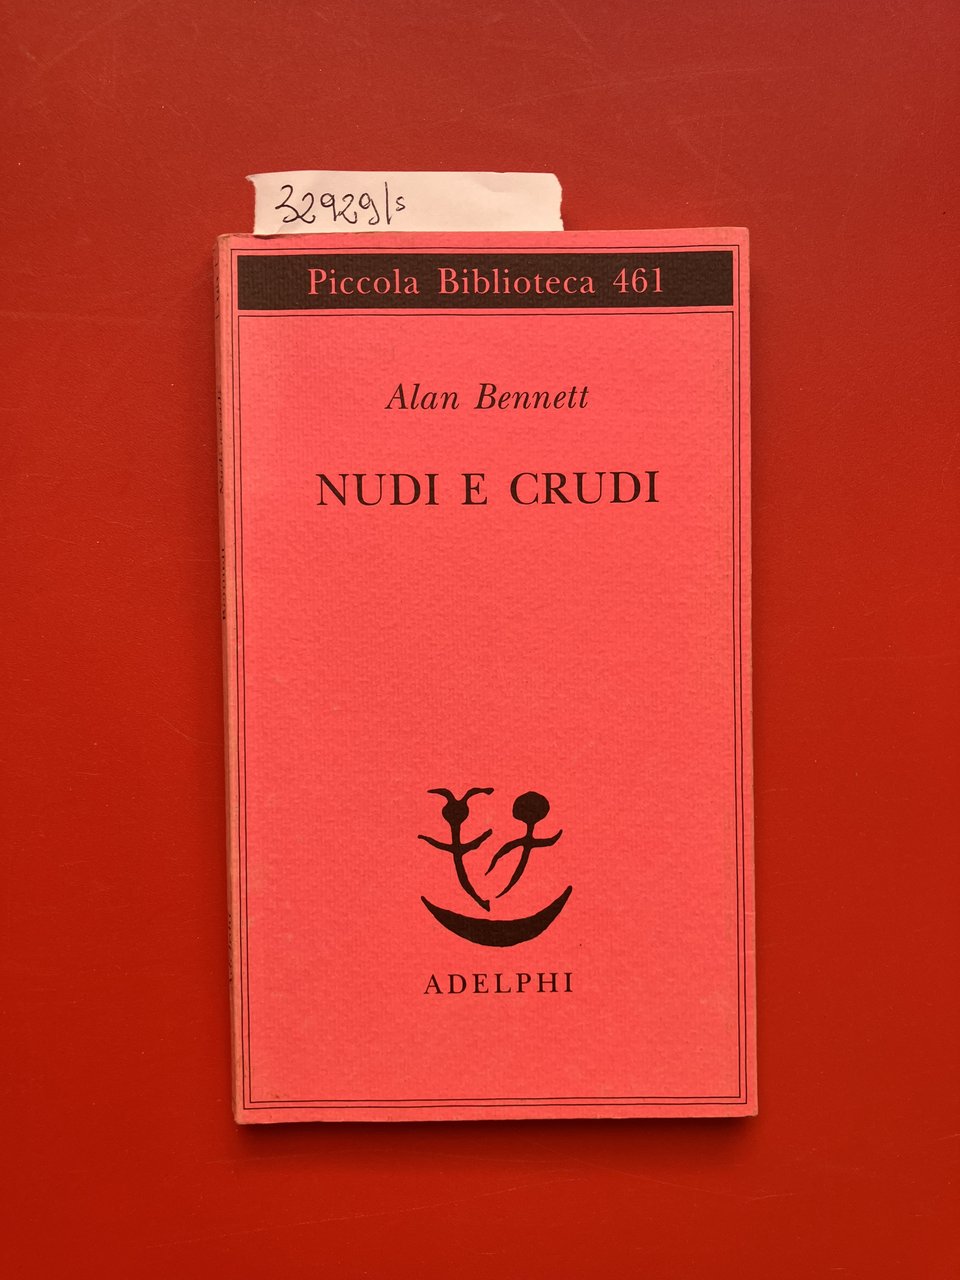 32929/s
Piccola Biblioteca 461
Alan Bennett
NUDI E CRUDI
ADELPHI